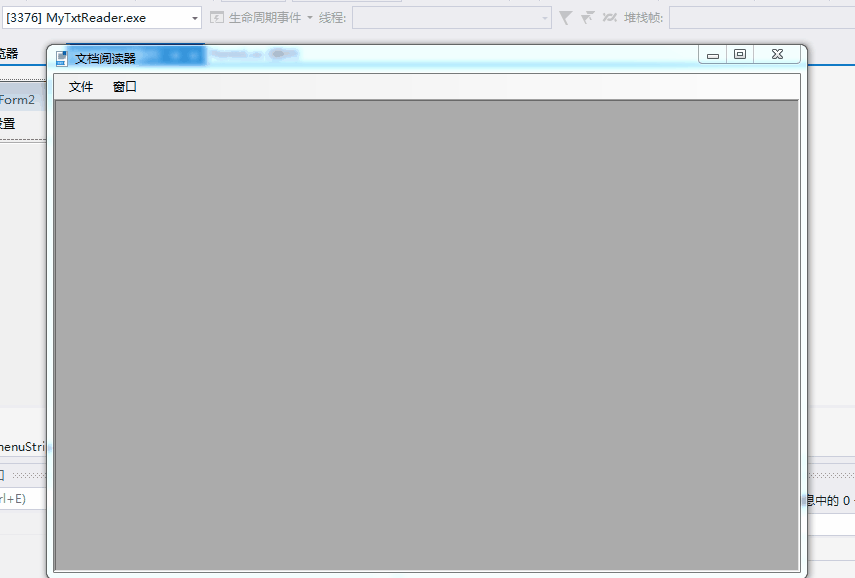 [3376] MyTxtReader.exe 生命周期事件 线程: 堆栈帧:
览器
文档阅读器
文件 窗口
Form2
设置
menuStri
rl+E)
息中的 0